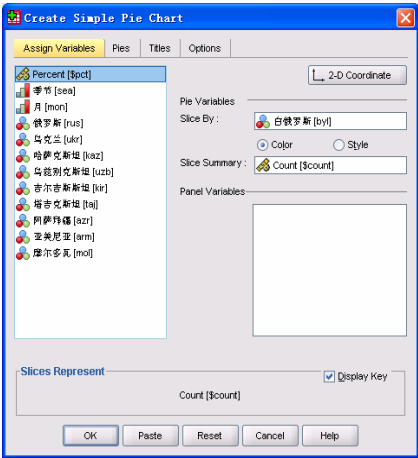 Create Simple Pie Chart
Assign Variables Pies Titles Options
Percent [$pct]
季节 [sea]
月 [mon]
俄罗斯 [rus]
乌克兰 [ukr]
哈萨克斯坦 [kaz]
乌兹别克斯坦 [uzb]
吉尔吉斯斯坦 [kir]
塔吉克斯坦 [taj]
阿萨拜疆 [azr]
亚美尼亚 [arm]
摩尔多瓦 [mol]
2-D Coordinate
Pie Variables
Slice By :
白俄罗斯 [byl]
Color Style
Slice Summary :
Count [$count]
Panel Variables
Slices Represent
Display Key
Count [$count]
OK Paste Reset Cancel Help